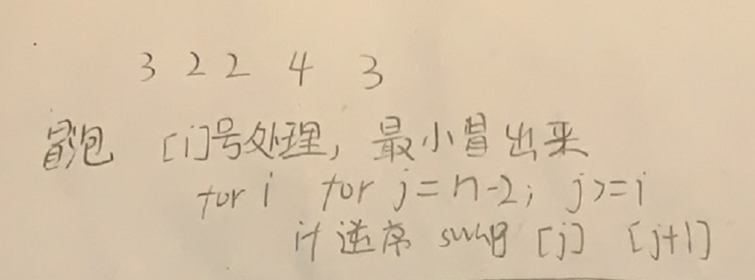 3 2 2 4 3
冒泡 [i]号处理, 最小冒出来
for i for j=n-2; j>=i
if 逆序 swap [j] [j+1]